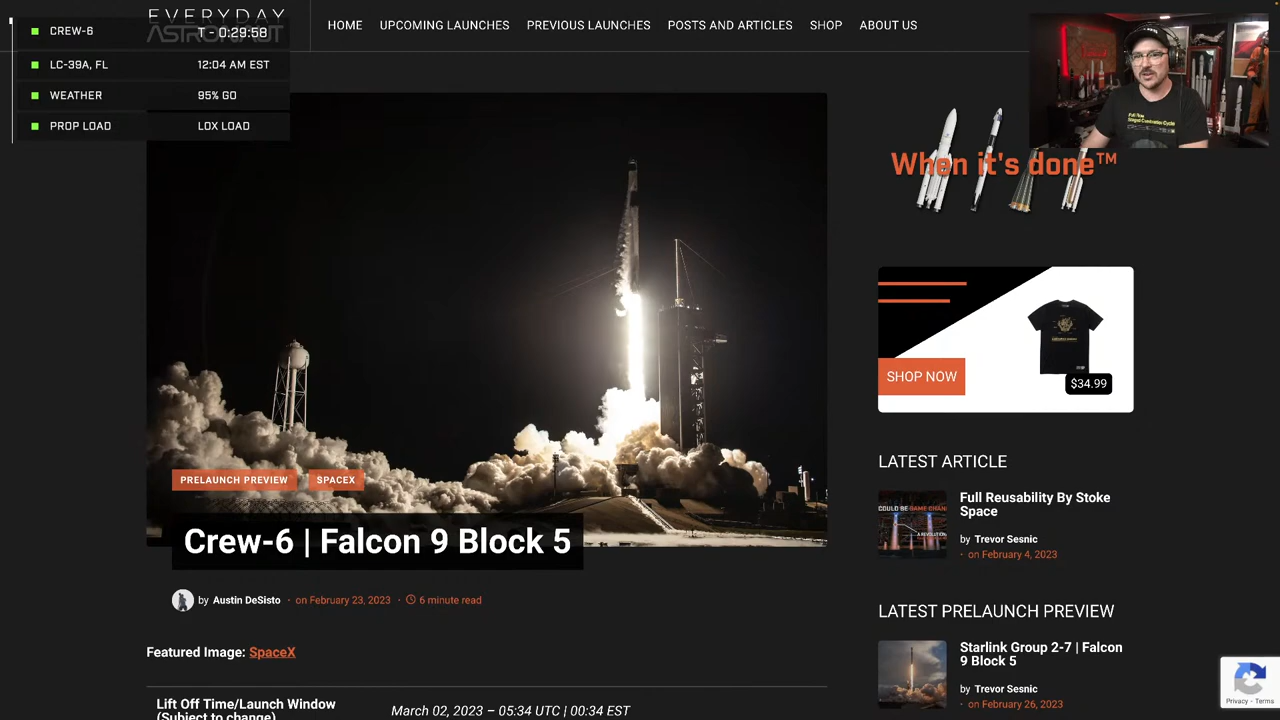 EVERYDAY
ASTRONAUT
HOME
UPCOMING LAUNCHES
PREVIOUS LAUNCHES
POSTS AND ARTICLES
SHOP
ABOUT US
CREW-6
T - 0:29:58
LC-39A, FL
12:04 AM EST
WEATHER
95% GO
PROP LOAD
LOX LOAD
When it's done™
SHOP NOW
$34.99
PRELAUNCH PREVIEW
SPACEX
Crew-6 | Falcon 9 Block 5
by Austin DeSisto · on February 23, 2023 · 6 minute read
Featured Image: SpaceX
Lift Off Time/Launch Window
(Subject to change)
March 02, 2023 – 05:34 UTC | 00:34 EST
LATEST ARTICLE
Full Reusability By Stoke
Space
by Trevor Sesnic
· on February 4, 2023
LATEST PRELAUNCH PREVIEW
Starlink Group 2-7 | Falcon
9 Block 5
by Trevor Sesnic
· on February 26, 2023
Privacy - Terms